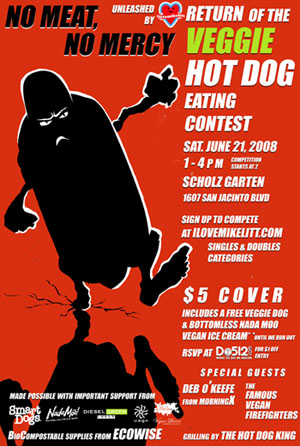 NO MEAT,
NO MERCY
UNLEASHED
BY
RETURN OF THE
VEGGIE
HOT DOG
EATING
CONTEST
SAT. JUNE 21, 2008
1 - 4 PM COMPETITION
STARTS AT 2
SCHOLZ GARTEN
1607 SAN JACINTO BLVD
SIGN UP TO COMPETE
AT ILOVEMIKELITT.COM
SINGLES & DOUBLES
CATEGORIES
$5 COVER
INCLUDES A FREE VEGGIE DOG
& BOTTOMLESS NADA MOO
VEGAN ICE CREAM* *UNTIL WE RUN OUT
RSVP AT DO512 FOR $1 OFF
ENTRY
SPECIAL GUESTS
DEB O'KEEFE
FROM MORNINGX
THE
FAMOUS
VEGAN
FIREFIGHTERS
MADE POSSIBLE WITH IMPORTANT SUPPORT FROM
Smart
Dogs
NadaMoo!
DIESEL GREEN
BIOCOMPOSTABLE SUPPLIES FROM ECOWISE
GRILLING BY THE HOT DOG KING